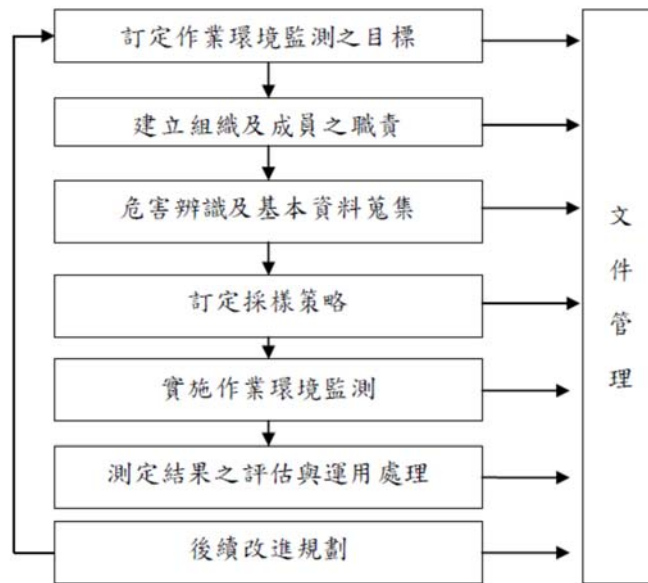 訂定作業環境監測之目標
建立組織及成員之職責
危害辨識及基本資料蒐集
訂定採樣策略
實施作業環境監測
測定結果之評估與運用處理
後續改進規劃
文件管理